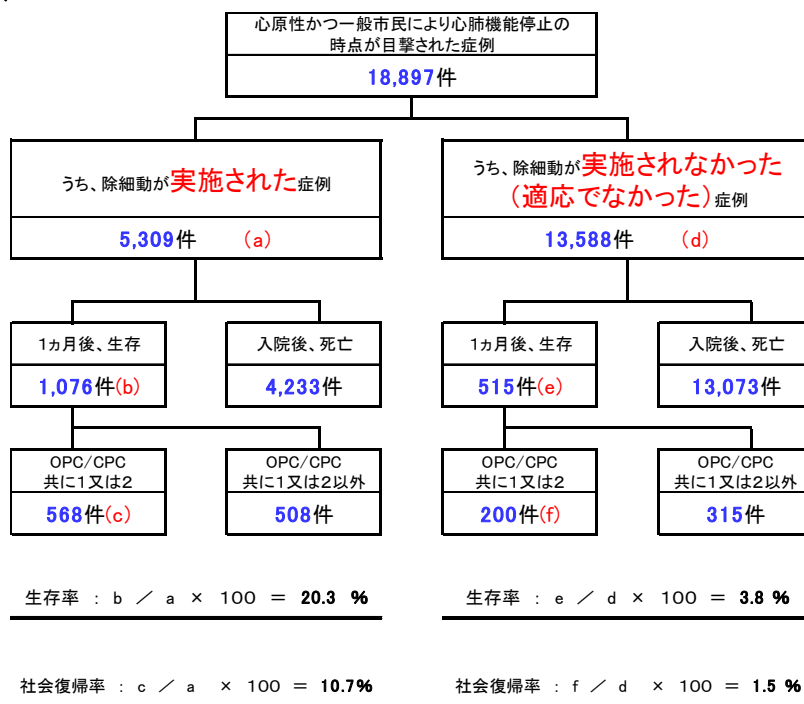 心原性かつ一般市民により心肺機能停止の
時点が目撃された症例
18,897件
うち、除細動が実施された症例
5,309件 (a)
うち、除細動が実施されなかった
(適応でなかった)症例
13,588件 (d)
1ヵ月後、生存
1,076件(b)
入院後、死亡
4,233件
1ヵ月後、生存
515件(e)
入院後、死亡
13,073件
OPC/CPC
共に1又は2
568件(c)
OPC/CPC
共に1又は2以外
508件
OPC/CPC
共に1又は2
200件(f)
OPC/CPC
共に1又は2以外
315件
生存率 : b / a × 100 = 20.3 %
生存率 : e / d × 100 = 3.8 %
社会復帰率 : c / a × 100 = 10.7%
社会復帰率 : f / d × 100 = 1.5 %